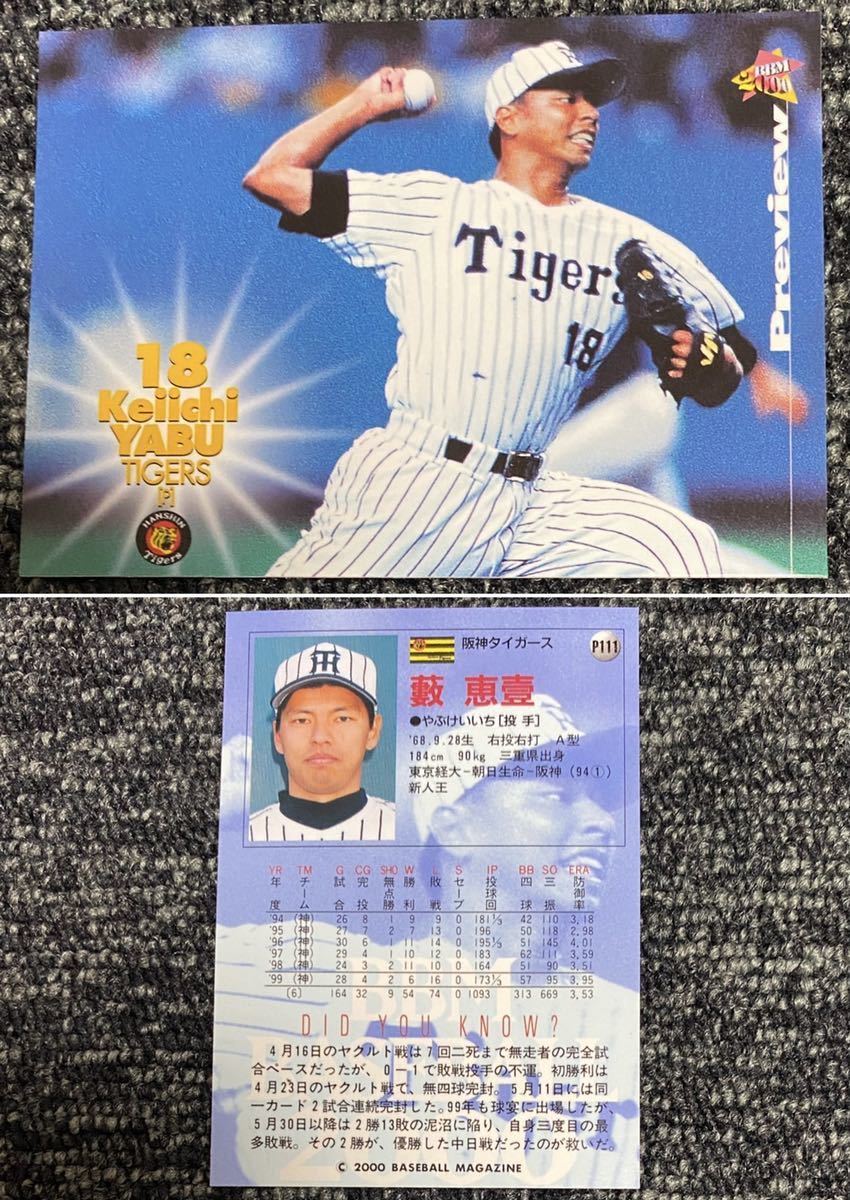 BBM
2000
Preview
Tigers
18
18
Keiichi
YABU
TIGERS
[P]
HANSHIN
Tigers
阪神タイガース
P111
藪 恵壹
●やぶけいいち[投 手]
'68.9.28生 右投右打 A型
184cm 90kg 三重県出身
東京経大−朝日生命−阪神(94①)
新人王
YR TM G CG SHO W L S IP BB SO ERA
年度 チーム 試合 完投 無点勝 勝利 敗戦 セーブ 投球回 四球 三振 防御率
'94 (神) 26 8 1 9 9 0 181⅓ 42 110 3.18
'95 (神) 27 7 2 7 13 0 196 50 118 2.98
'96 (神) 30 6 1 11 14 0 195⅓ 51 145 4.01
'97 (神) 29 4 1 10 12 0 183 62 111 3.59
'98 (神) 24 3 2 11 10 0 164 51 90 3.51
'99 (神) 28 4 2 6 16 0 173⅓ 57 95 3.95
(6) 164 32 9 54 74 0 1093 313 669 3.53
DID YOU KNOW?
4月16日のヤクルト戦は7回二死まで無走者の完全試
合ペースだったが、0−1で敗戦投手の不運。初勝利は
4月23日のヤクルト戦で、無四球完封。5月11日には同
一カード2試合連続完封した。99年も球宴に出場したが、
5月30日以降は2勝13敗の泥沼に陥り、自身三度目の最
多敗戦。その2勝が、優勝した中日戦だったのが救いだ。
© 2000 BASEBALL MAGAZINE